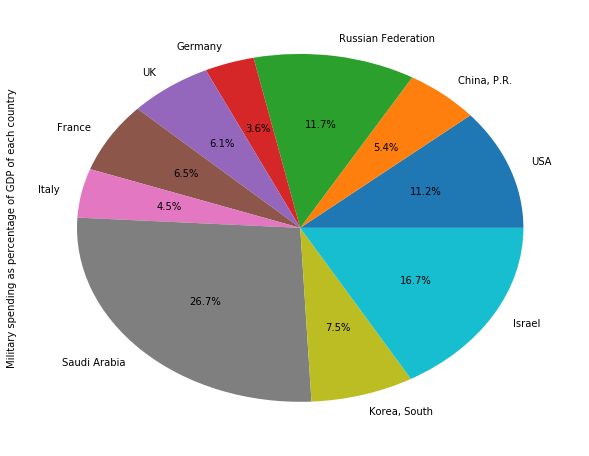 Military spending as percentage of GDP of each country
USA
11.2%
China, P.R.
5.4%
Russian Federation
11.7%
Germany
3.6%
UK
6.1%
France
6.5%
Italy
4.5%
Saudi Arabia
26.7%
Korea, South
7.5%
Israel
16.7%